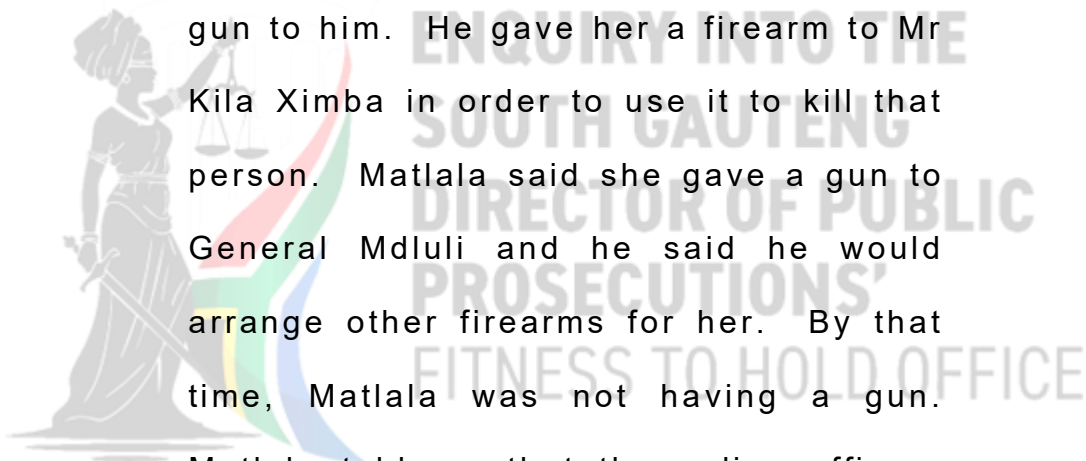 gun to him. He gave her a firearm to Mr
ENQUIRY INTO THE
Kila Ximba in order to use it to kill that
SOUTH GAUTENG
person. Matlala said she gave a gun to
DIRECTOR OF PUBLIC
General Mdluli and he said he would
PROSECUTIONS'
arrange other firearms for her. By that
FITNESS TO HOLD OFFICE
time, Matlala was not having a gun.